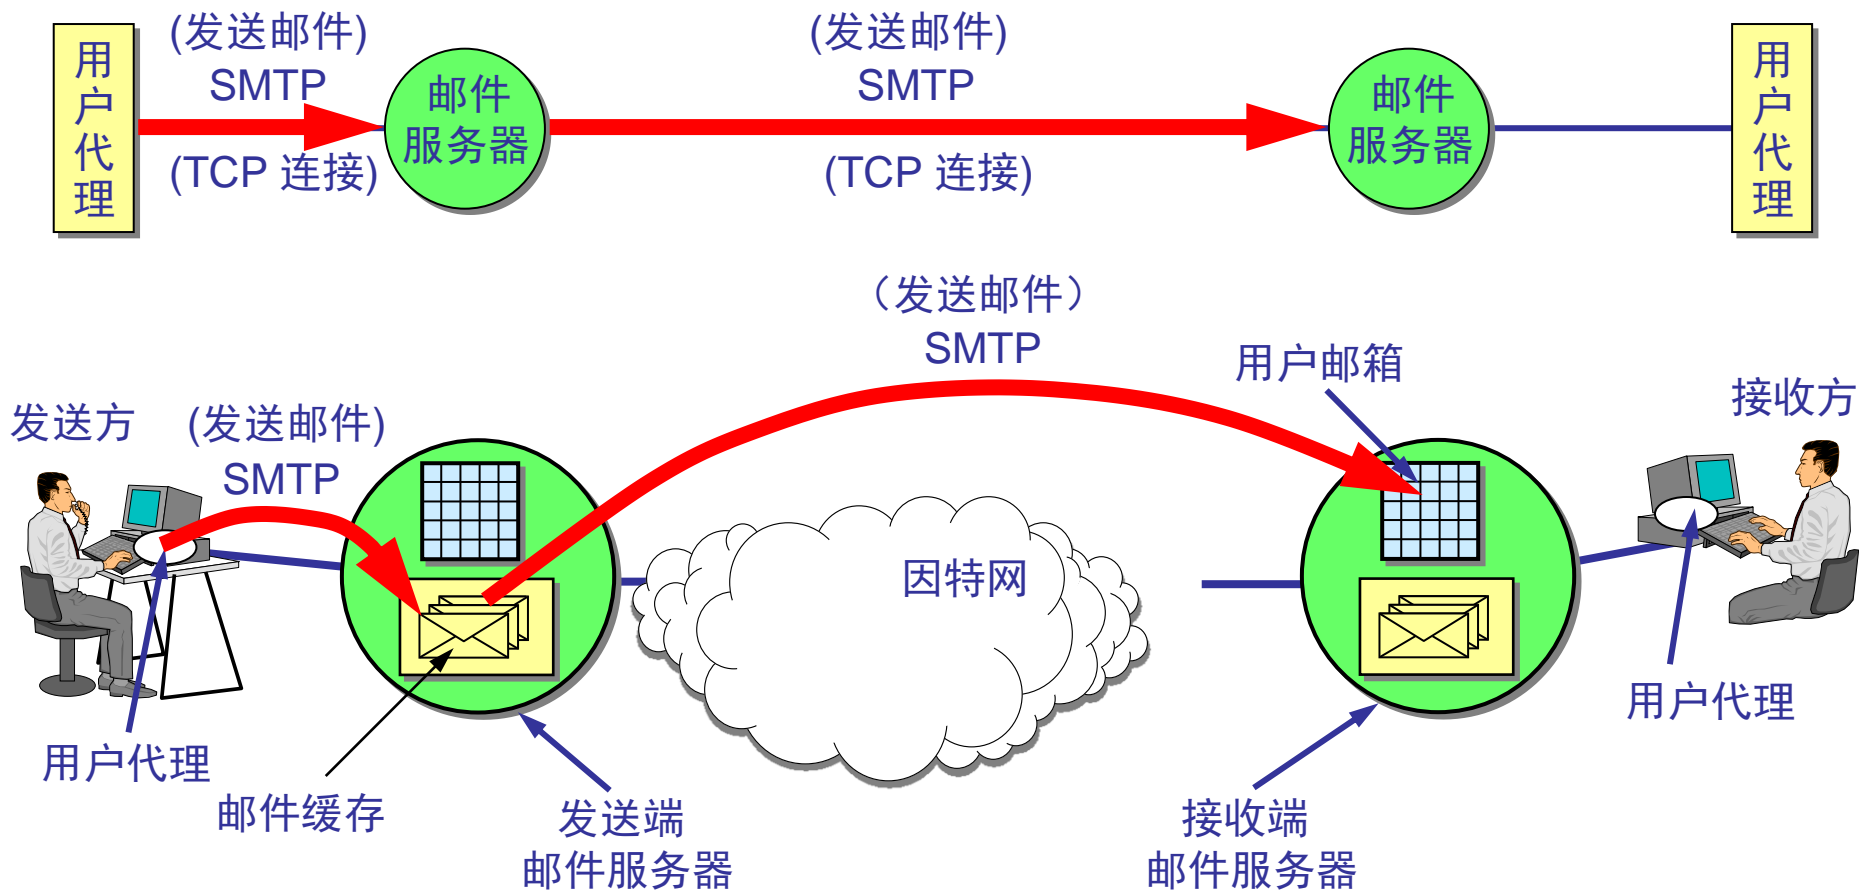 用户代理
(发送邮件)
SMTP
(TCP 连接)
邮件
服务器
(发送邮件)
SMTP
(TCP 连接)
邮件
服务器
用户代理
（发送邮件）
SMTP
用户邮箱
发送方
(发送邮件)
SMTP
接收方
因特网
用户代理
邮件缓存
发送端
邮件服务器
接收端
邮件服务器
用户代理